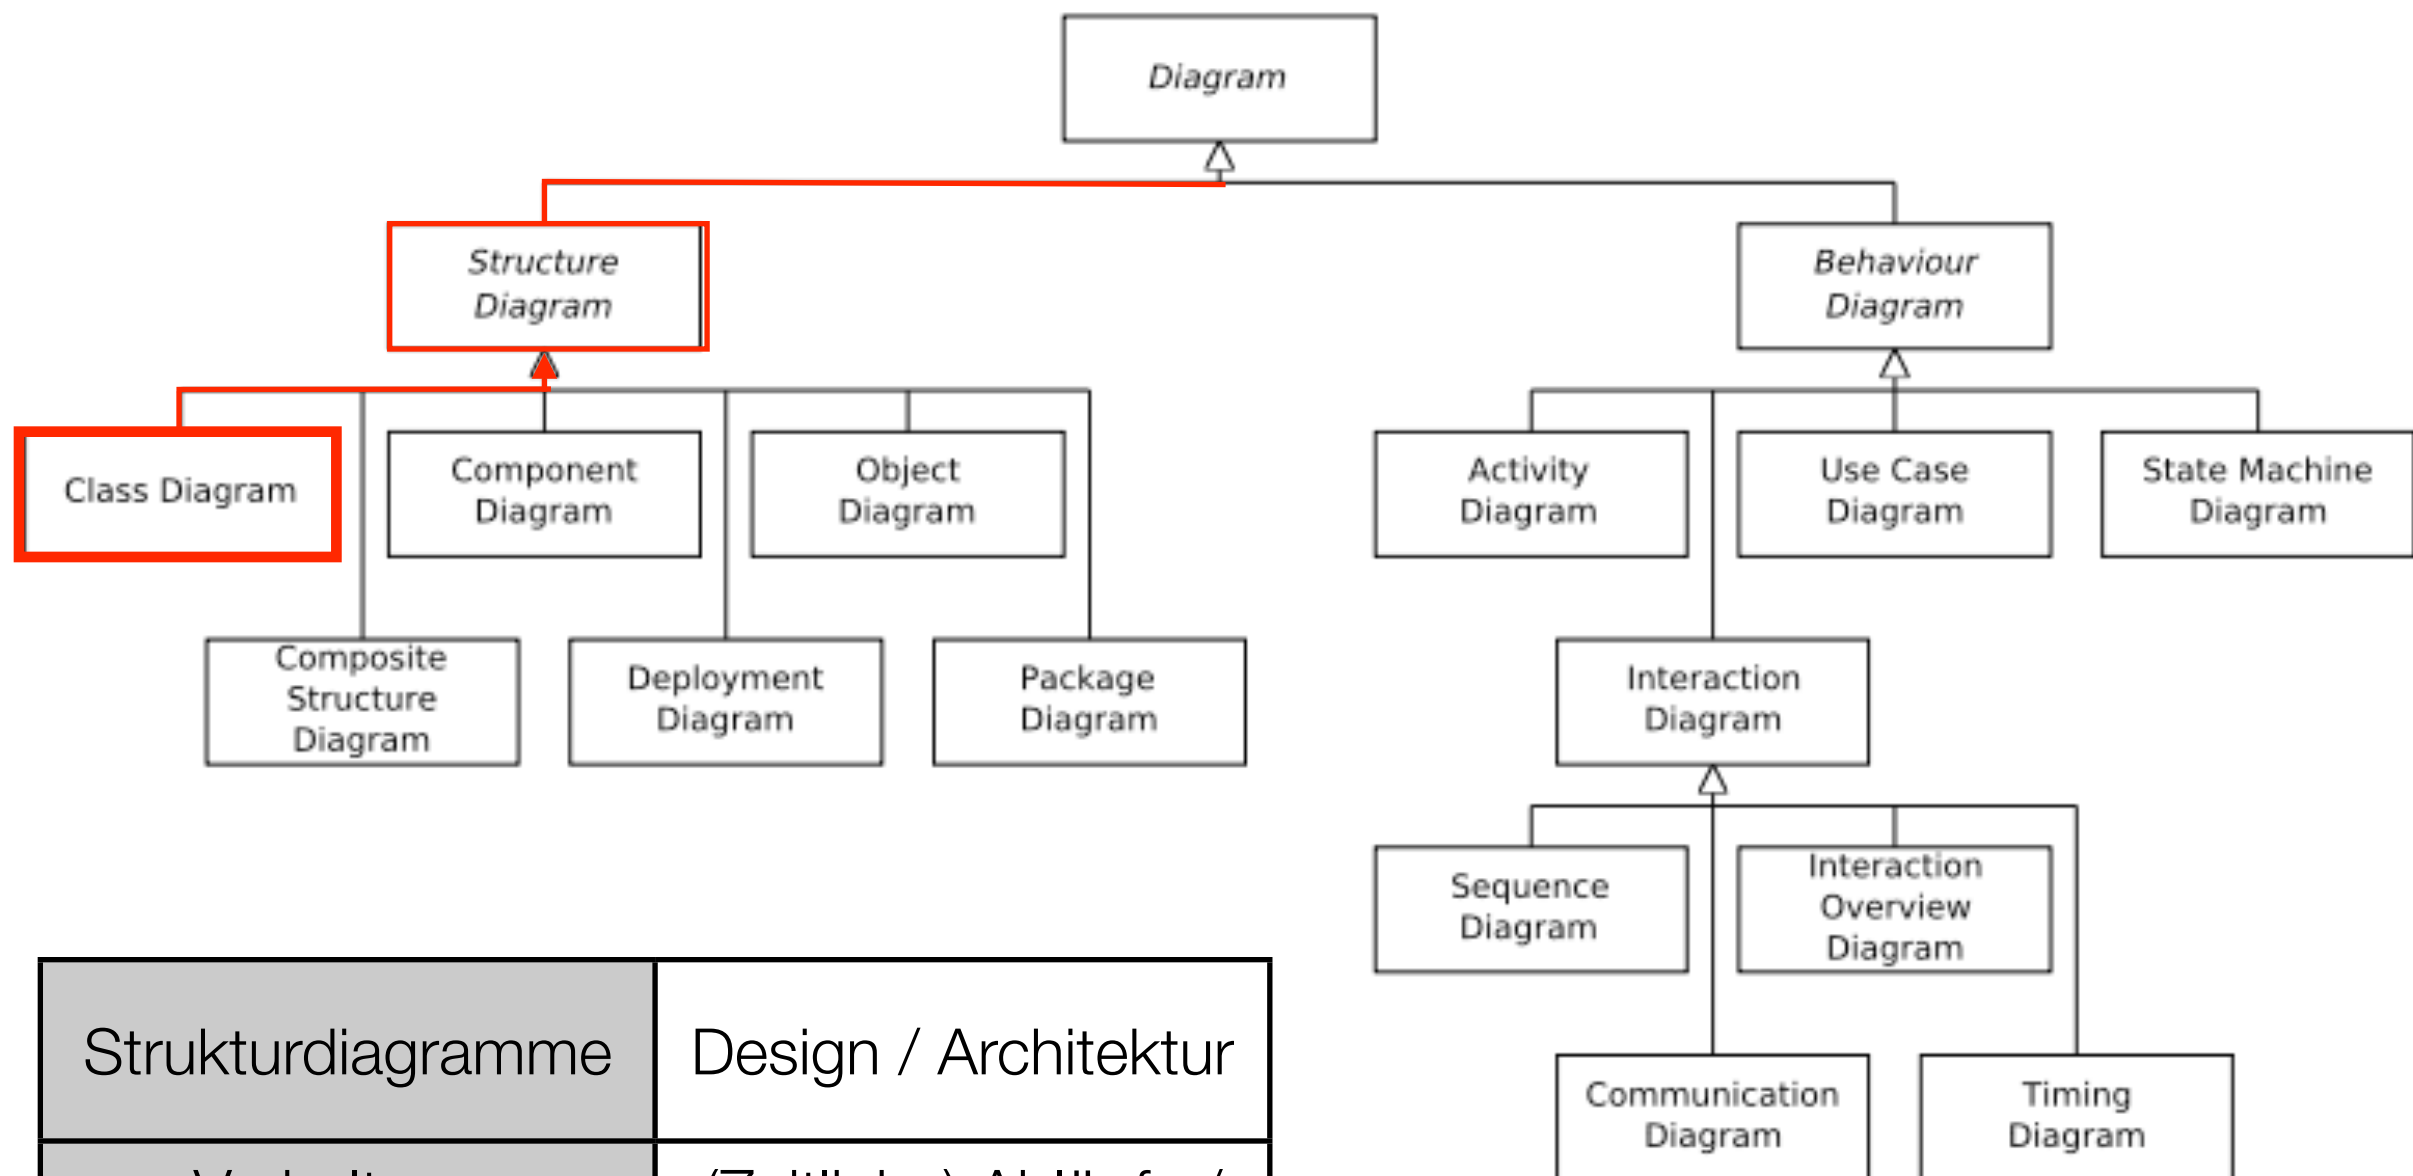 Diagram
Structure
Diagram
Behaviour
Diagram
Class Diagram
Component
Diagram
Object
Diagram
Activity
Diagram
Use Case
Diagram
State Machine
Diagram
Composite
Structure
Diagram
Deployment
Diagram
Package
Diagram
Interaction
Diagram
Sequence
Diagram
Interaction
Overview
Diagram
Communication
Diagram
Timing
Diagram
Strukturdiagramme
Design / Architektur